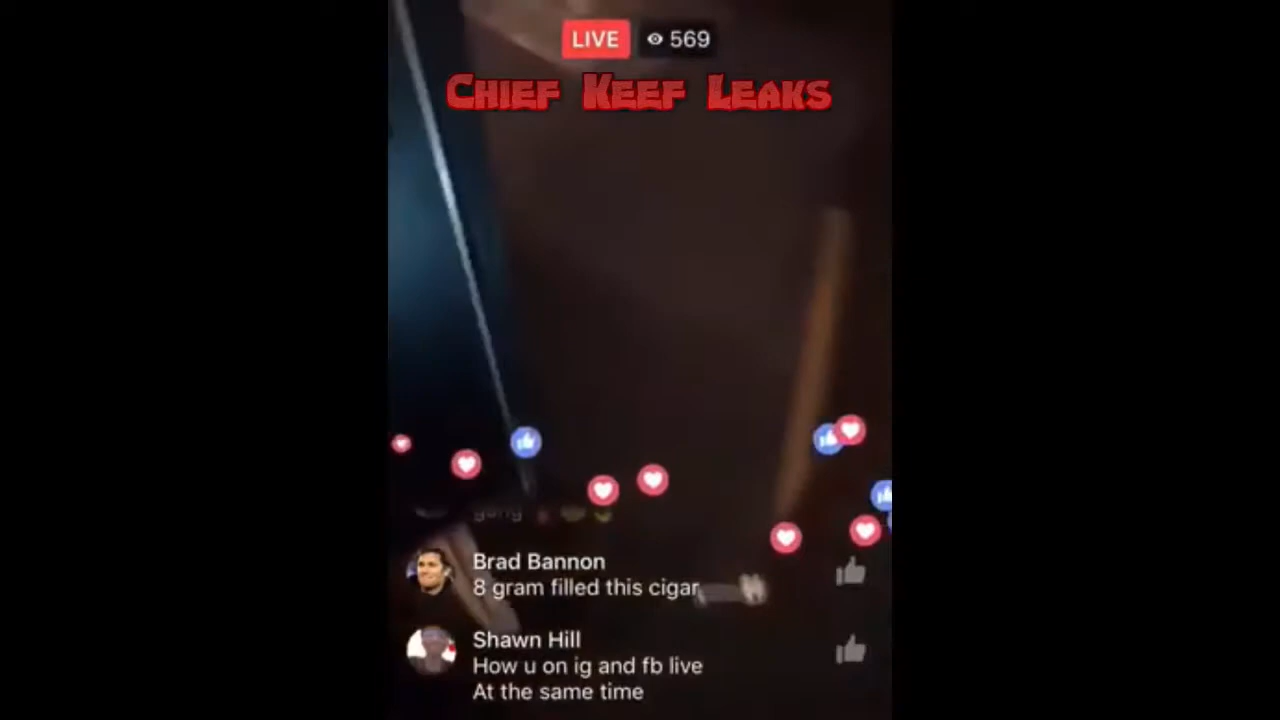 LIVE 569
CHIEF KEEF LEAKS
gang
Brad Bannon
8 gram filled this cigar
Shawn Hill
How u on ig and fb live
At the same time